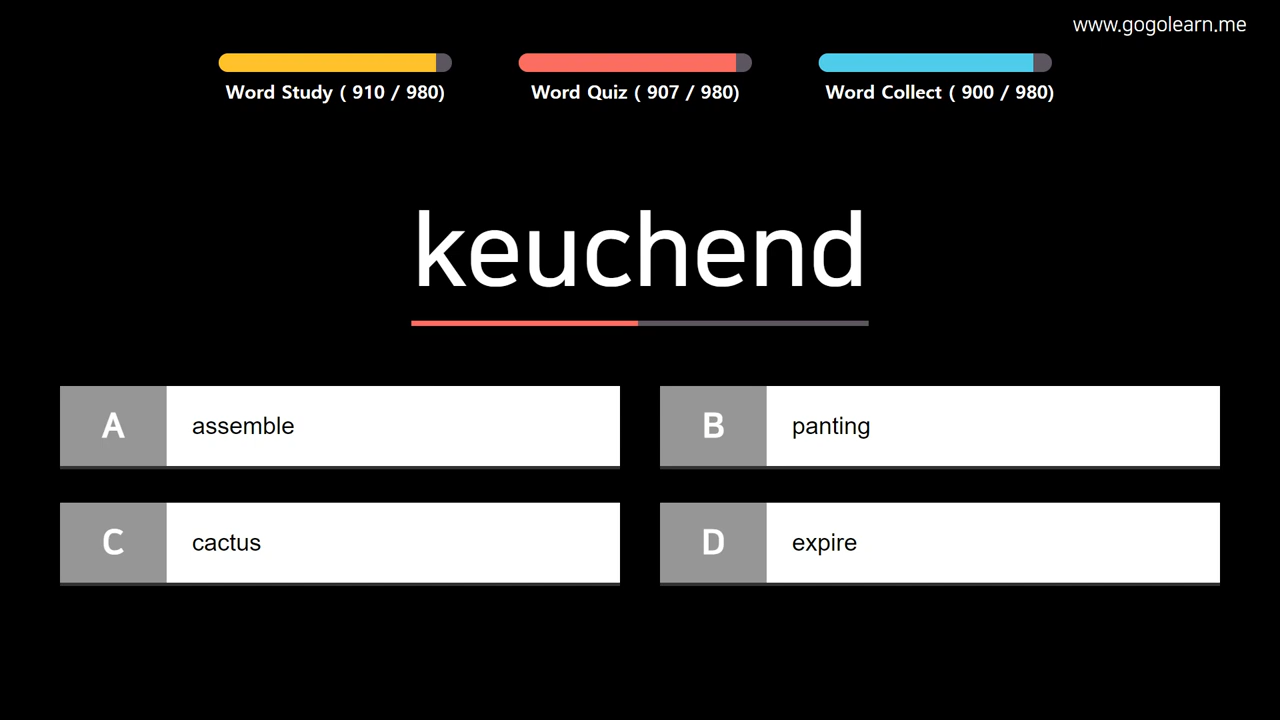 www.gogolearn.me
Word Study ( 910 / 980)
Word Quiz ( 907 / 980)
Word Collect ( 900 / 980)
keuchend
A assemble
B panting
C cactus
D expire